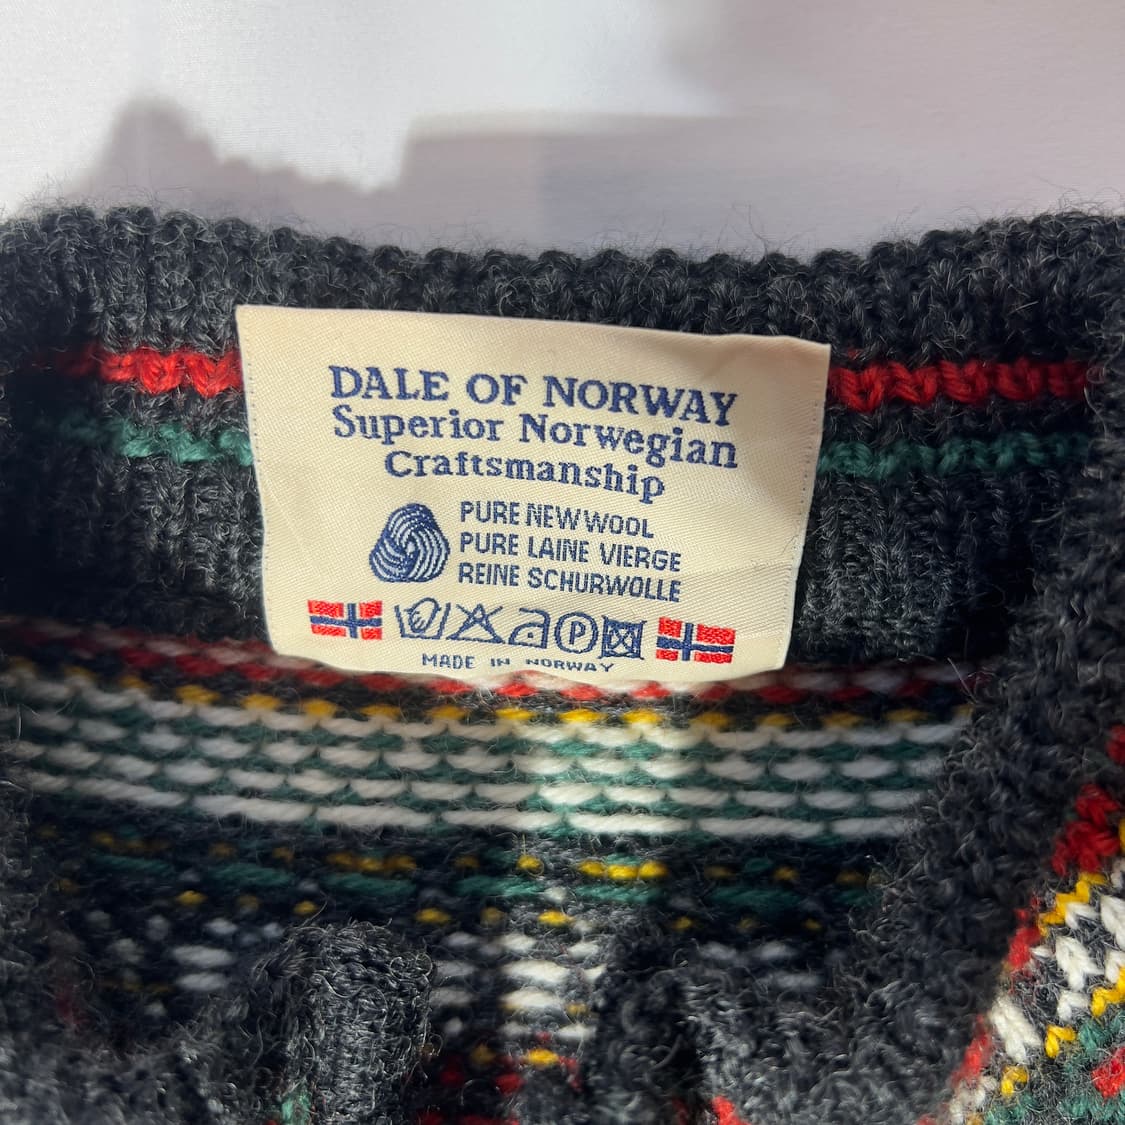 DALE OF NORWAY
Superior Norwegian
Craftsmanship
PURE NEW WOOL
PURE LAINE VIERGE
REINE SCHURWOLLE
P
MADE IN NORWAY